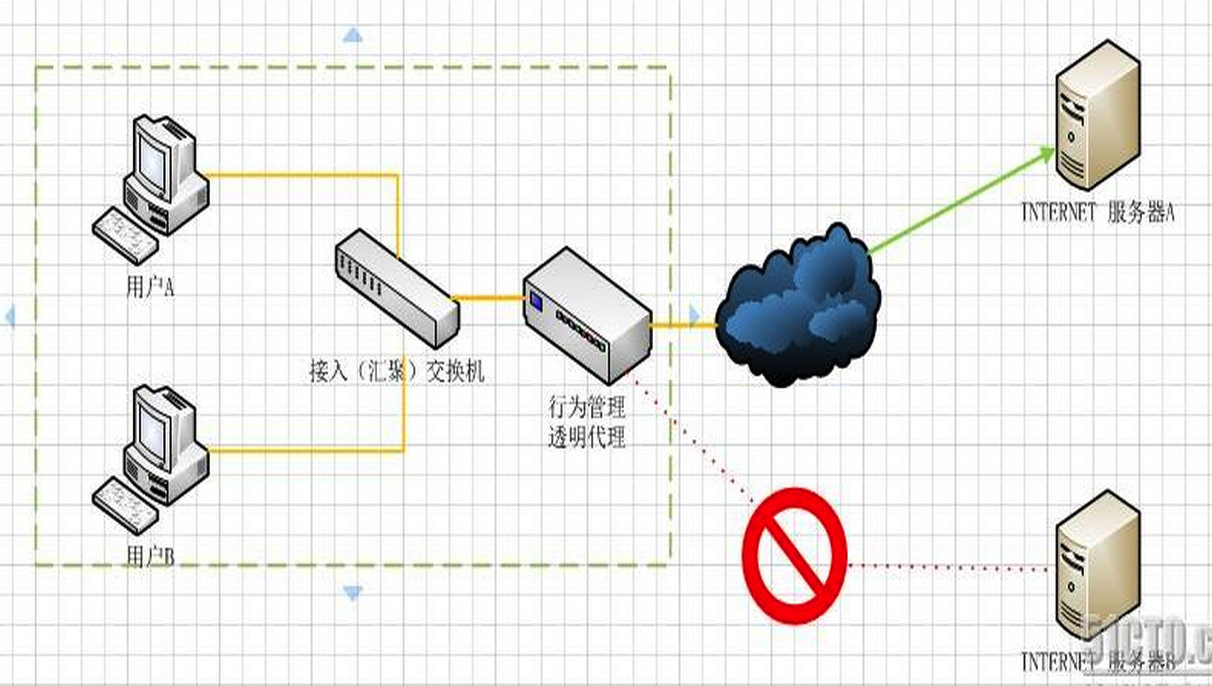 INTERNET 服务器A
用户A
接入（汇聚）交换机
行为管理
透明代理
用户B
INTERNET 服务器B
51CTO.c